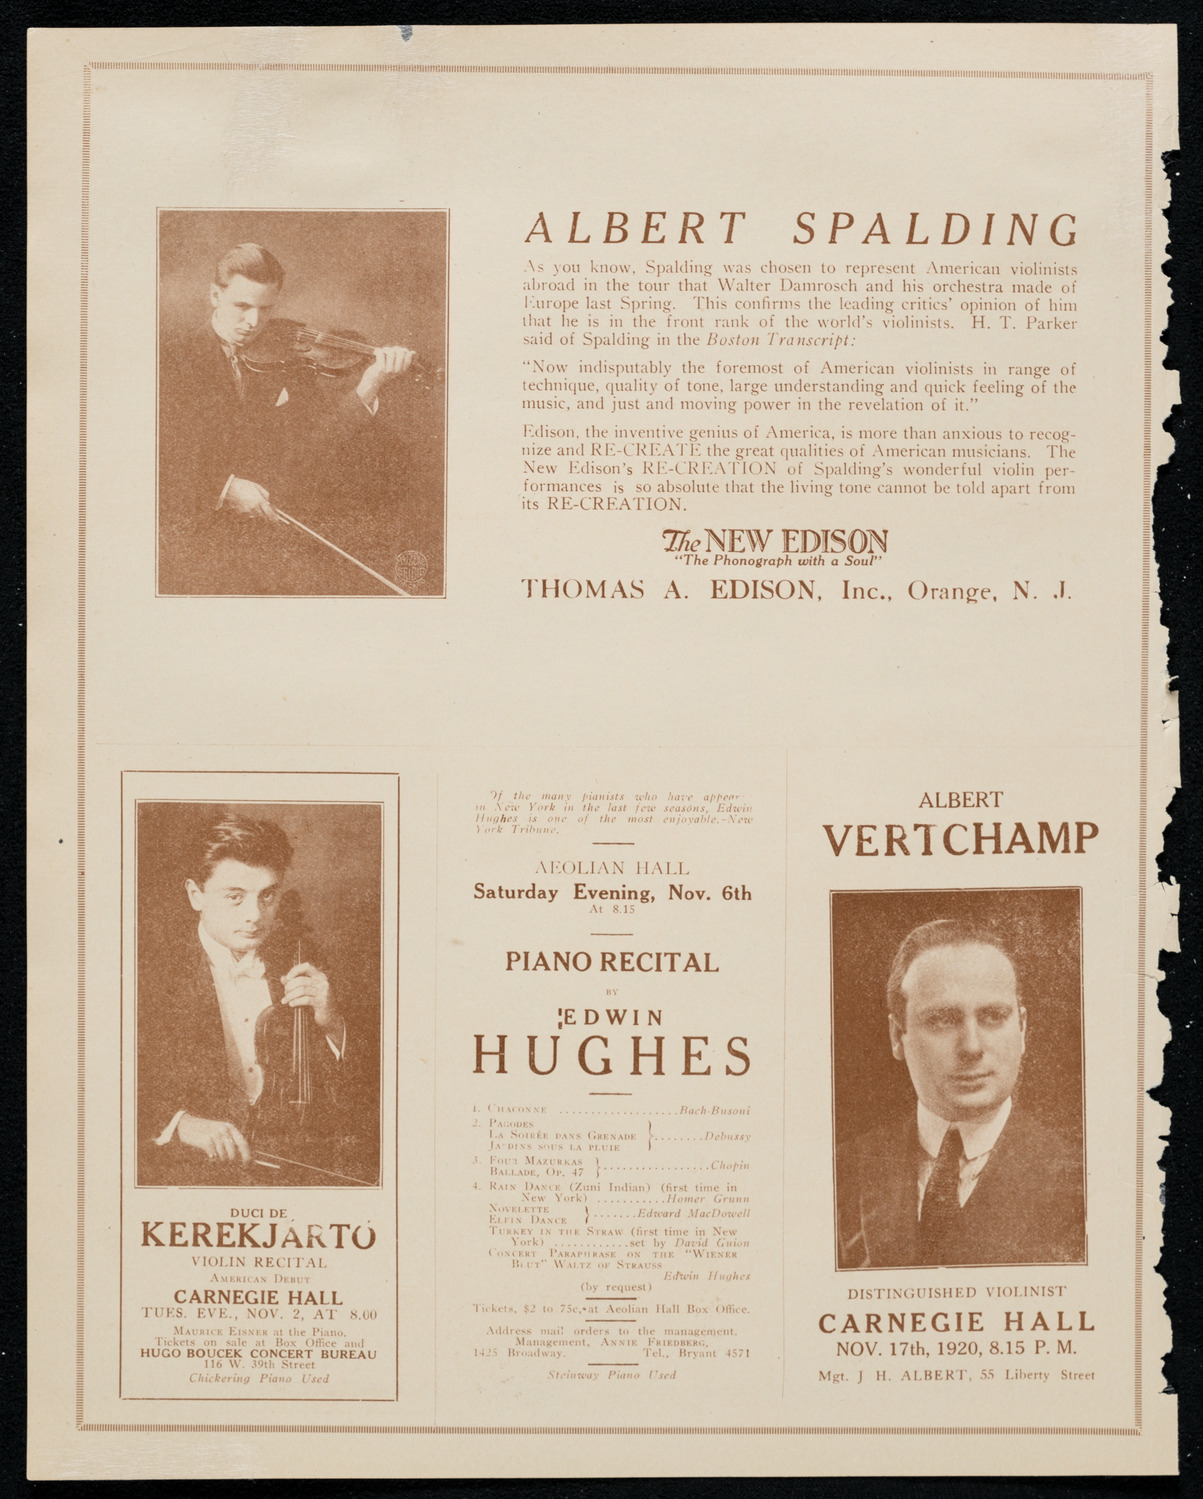 ALBERT SPALDING
As you know, Spalding was chosen to represent American violinists
abroad in the tour that Walter Damrosch and his orchestra made of
Europe last Spring. This confirms the leading critics' opinion of him
that he is in the front rank of the world's violinists. H. T. Parker
said of Spalding in the Boston Transcript:
"Now indisputably the foremost of American violinists in range of
technique, quality of tone, large understanding and quick feeling of the
music, and just and moving power in the revelation of it."
Edison, the inventive genius of America, is more than anxious to recog-
nize and RE-CREATE the great qualities of American musicians. The
New Edison's RE-CREATION of Spalding's wonderful violin per-
formances is so absolute that the living tone cannot be told apart from
its RE-CREATION.
The NEW EDISON
"The Phonograph with a Soul"
THOMAS A. EDISON, Inc., Orange, N. J.
DUCI DE
KEREKJÁRTÓ
VIOLIN RECITAL
AMERICAN DEBUT
CARNEGIE HALL
TUES. EVE., NOV. 2, AT 8.00
MAURICE EISNER at the Piano.
Tickets on sale at Box Office and
HUGO BOUCEK CONCERT BUREAU
116 W. 39th Street
Chickering Piano Used
Of the many pianists who have appear
in New York in the last few seasons, Edwin
Hughes is one of the most enjoyable.-New
York Tribune.
AEOLIAN HALL
Saturday Evening, Nov. 6th
At 8.15
PIANO RECITAL
BY
EDWIN
HUGHES
1. CHACONNE ...................Bach-Busoni
2. PAGODES
LA SOIRÉE DANS GRENADE ........Debussy
JARDINS SOUS LA PLUIE
3. FOUR MAZURKAS
BALLADE, OP. 47 .................Chopin
4. RAIN DANCE (Zuni Indian) (first time in
New York) ...........Homer Grunn
NOVELETTE
ELFIN DANCE .......Edward MacDowell
TURKEY IN THE STRAW (first time in New
York) ............set by David Guion
CONCERT PARAPHRASE ON THE "WIENER
BLUT" WALTZ OF STRAUSS
Edwin Hughes
(by request)
Tickets, $2 to 75c, at Aeolian Hall Box Office.
Address mail orders to the management.
Management, ANNIE FRIEDBERG,
1425 Broadway. Tel., Bryant 4571
Steinway Piano Used
ALBERT
VERTCHAMP
DISTINGUISHED VIOLINIST
CARNEGIE HALL
NOV. 17th, 1920, 8.15 P. M.
Mgt. J H. ALBERT, 55 Liberty Street